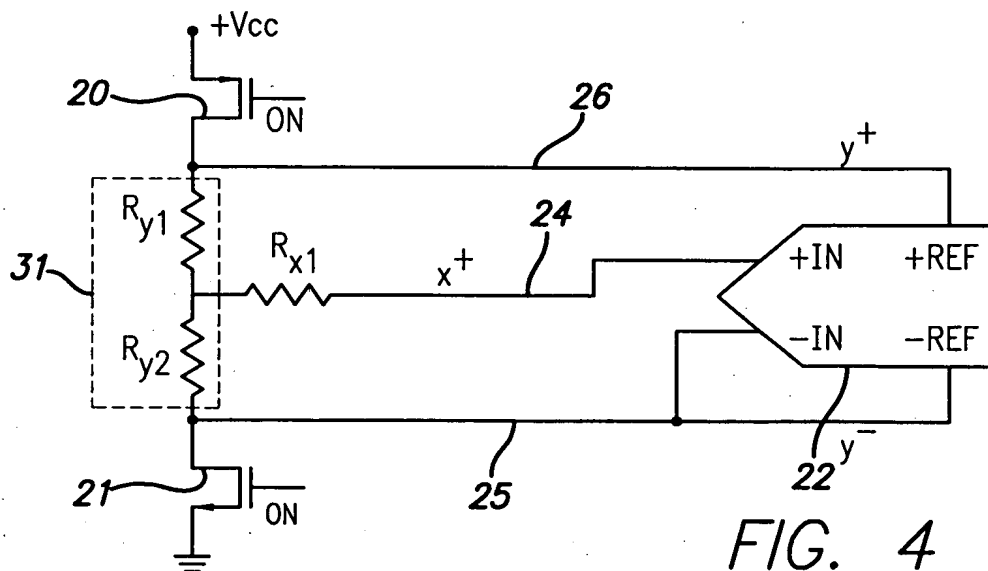 +Vcc
20
ON
26
y+
Ry1
31
Rx1
x+
24
+IN +REF
Ry2
-IN -REF
25
y-
22
21
ON
FIG. 4